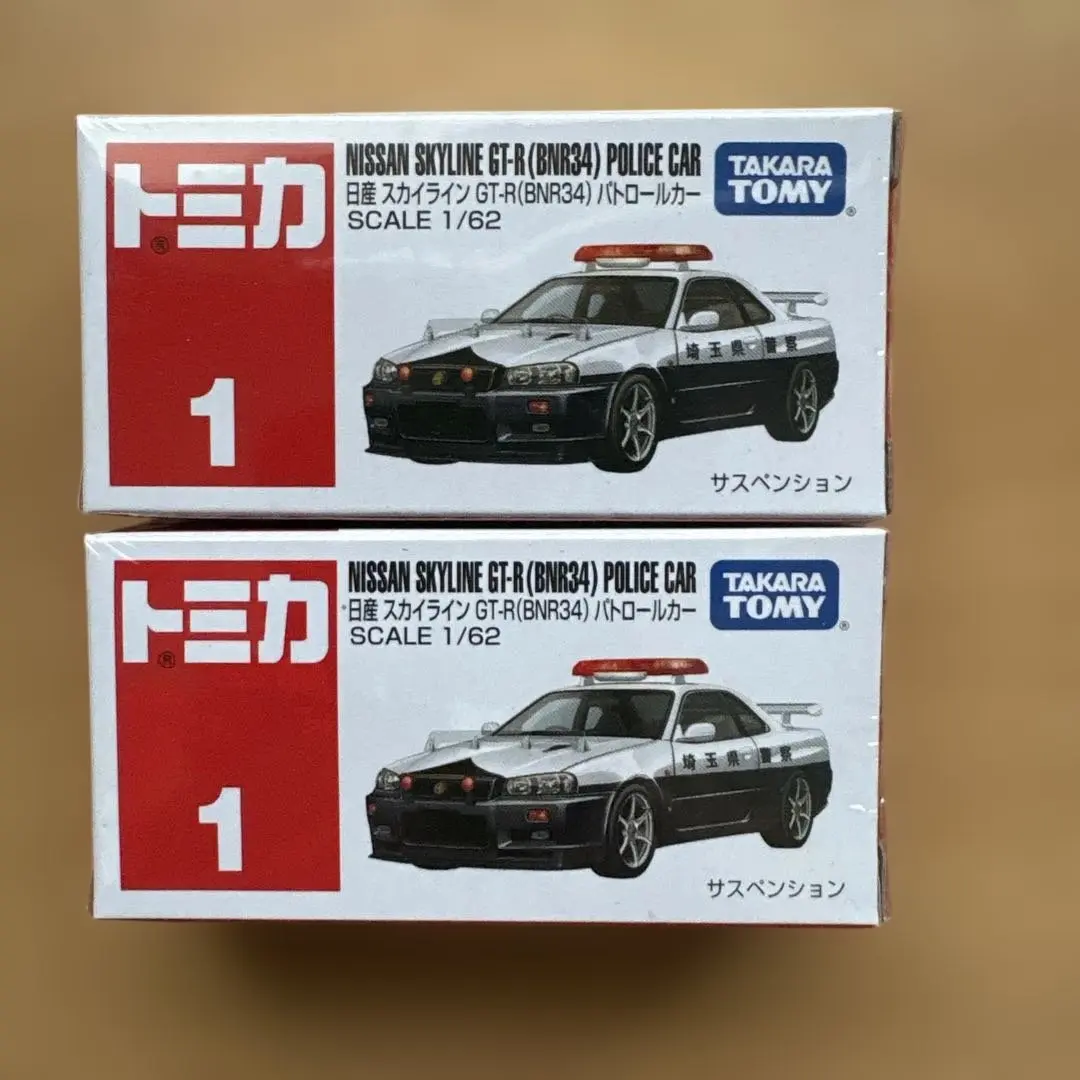 トミカ
®
1
NISSAN SKYLINE GT-R(BNR34) POLICE CAR
日産 スカイライン GT-R(BNR34) パトロールカー
SCALE 1/62
TAKARA
TOMY
®
埼玉県 警察
サスペンション
トミカ
®
1
NISSAN SKYLINE GT-R(BNR34) POLICE CAR
日産 スカイライン GT-R(BNR34) パトロールカー
SCALE 1/62
TAKARA
TOMY
®
埼玉県 警察
サスペンション